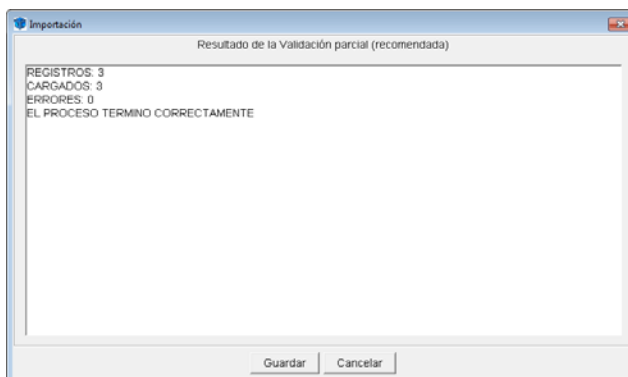 Importación
Resultado de la Validación parcial (recomendada)
REGISTROS: 3
CARGADOS: 3
ERRORES: 0
EL PROCESO TERMINO CORRECTAMENTE
Guardar Cancelar